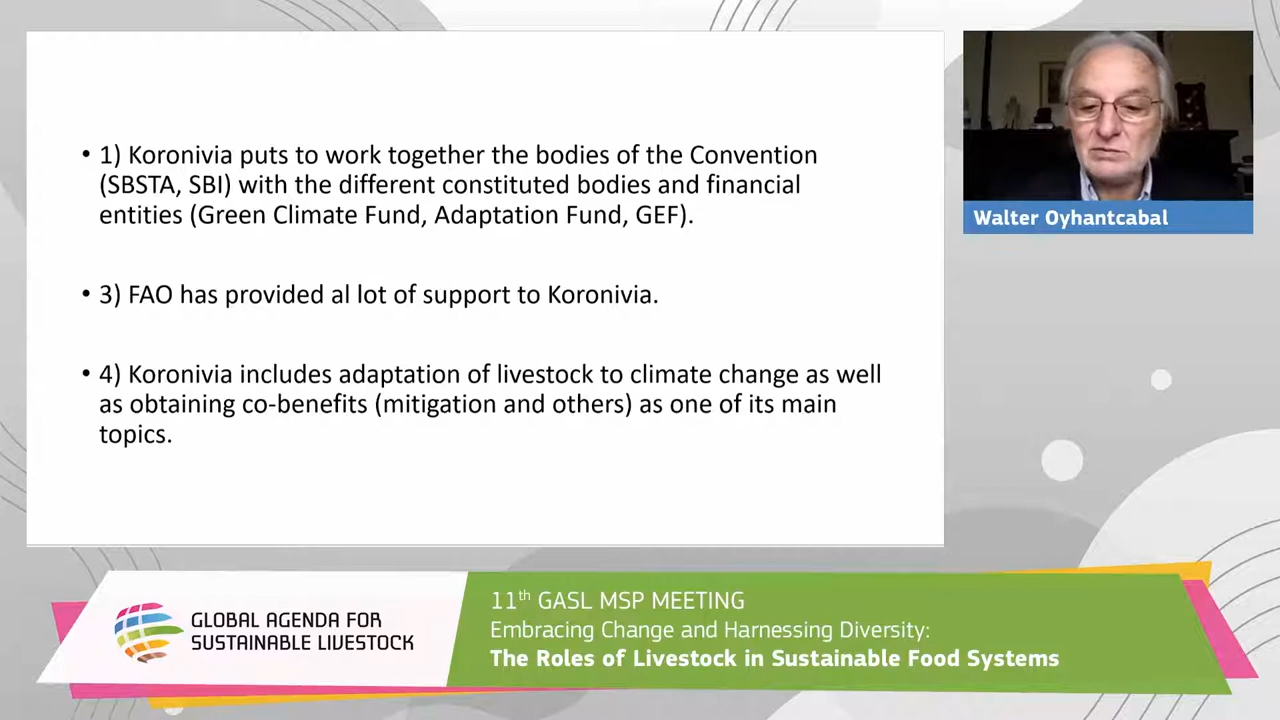 • 1) Koronivia puts to work together the bodies of the Convention
(SBSTA, SBI) with the different constituted bodies and financial
entities (Green Climate Fund, Adaptation Fund, GEF).
• 3) FAO has provided al lot of support to Koronivia.
• 4) Koronivia includes adaptation of livestock to climate change as well
as obtaining co-benefits (mitigation and others) as one of its main
topics.
Walter Oyhantcabal
GLOBAL AGENDA FOR
SUSTAINABLE LIVESTOCK
11th GASL MSP MEETING
Embracing Change and Harnessing Diversity:
The Roles of Livestock in Sustainable Food Systems